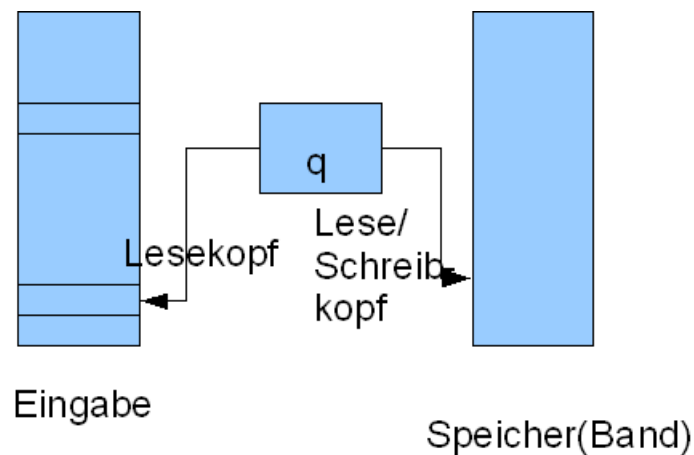 q
Lesekopf
Lese/
Schreib-
kopf
Eingabe
Speicher(Band)